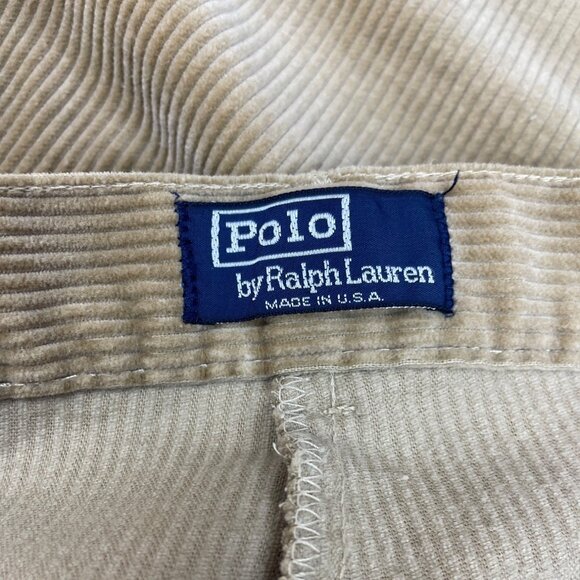 Polo
by Ralph Lauren
MADE IN U.S.A.